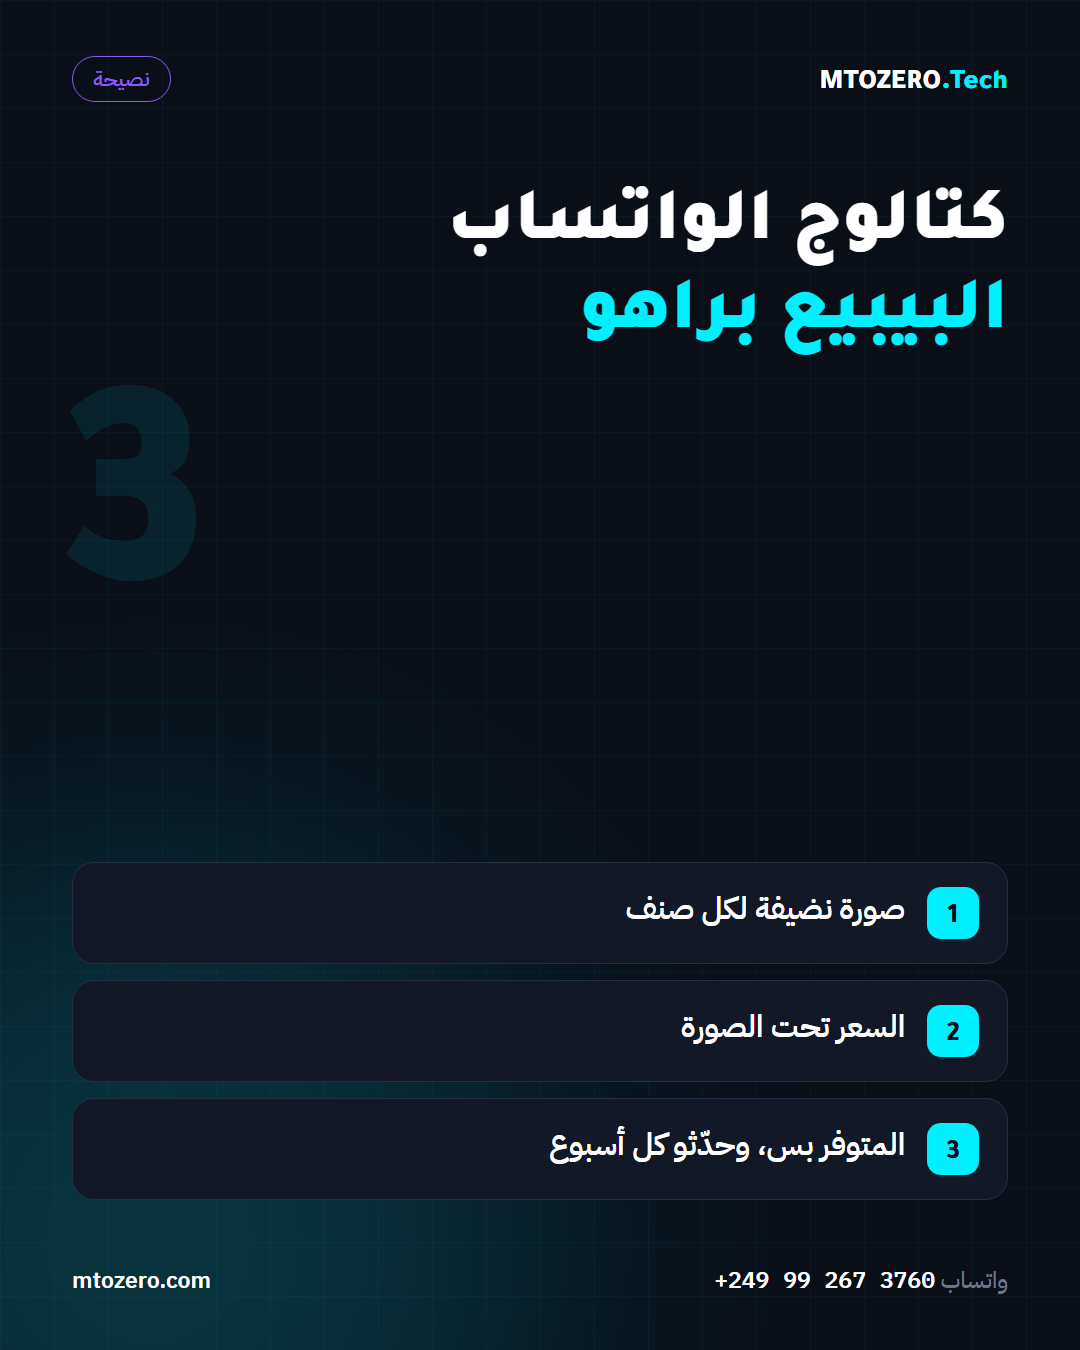 MTOZERO.Tech
نصيحة
كتالوج الواتساب
البيبيع براهو
3
1 صورة نضيفة لكل صنف
2 السعر تحت الصورة
3 المتوفر بس، وحدّثو كل أسبوع
واتساب +249 99 267 3760
mtozero.com